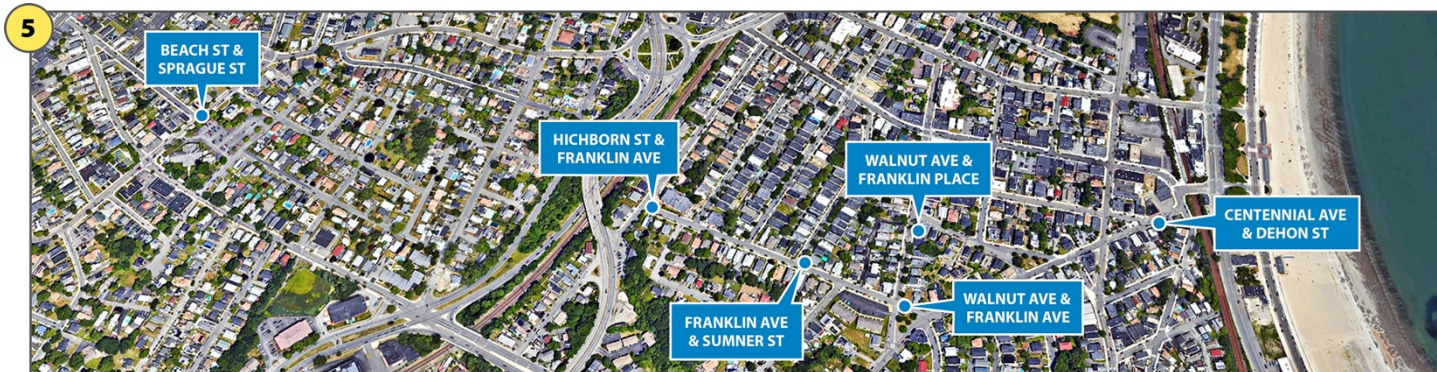 5
BEACH ST &
SPRAGUE ST
HICHBORN ST &
FRANKLIN AVE
WALNUT AVE &
FRANKLIN PLACE
CENTENNIAL AVE
& DEHON ST
FRANKLIN AVE
& SUMNER ST
WALNUT AVE &
FRANKLIN AVE